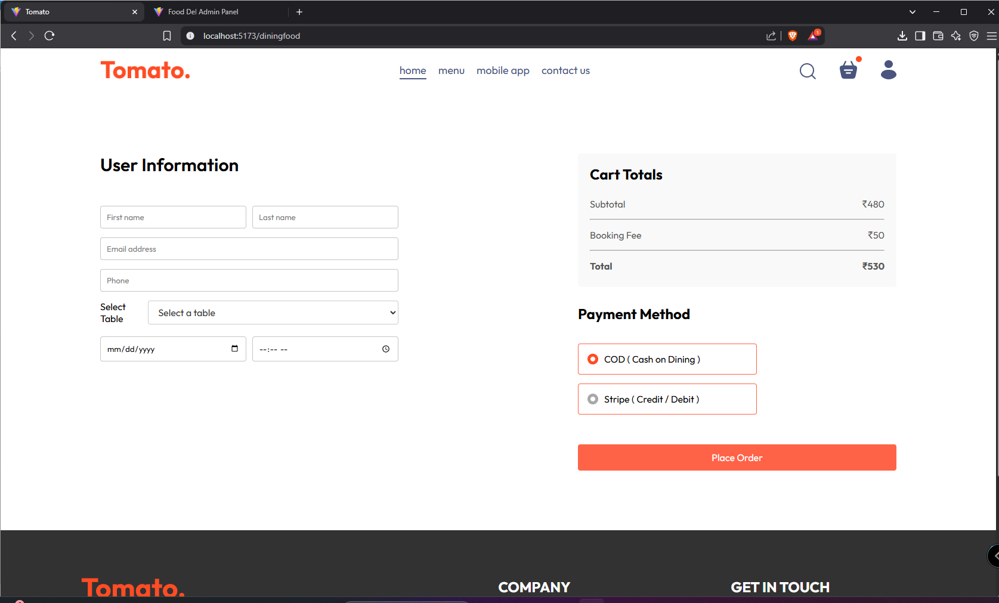 Tomato
Food Del Admin Panel
localhost:5173/diningfood
1
Tomato.
home
menu
mobile app
contact us
User Information
First name
Last name
Email address
Phone
Select
Table
Select a table
mm/dd/yyyy
--:-- --
Cart Totals
Subtotal
₹480
Booking Fee
₹50
Total
₹530
Payment Method
COD ( Cash on Dining )
Stripe ( Credit / Debit )
Place Order
Tomato.
COMPANY
GET IN TOUCH